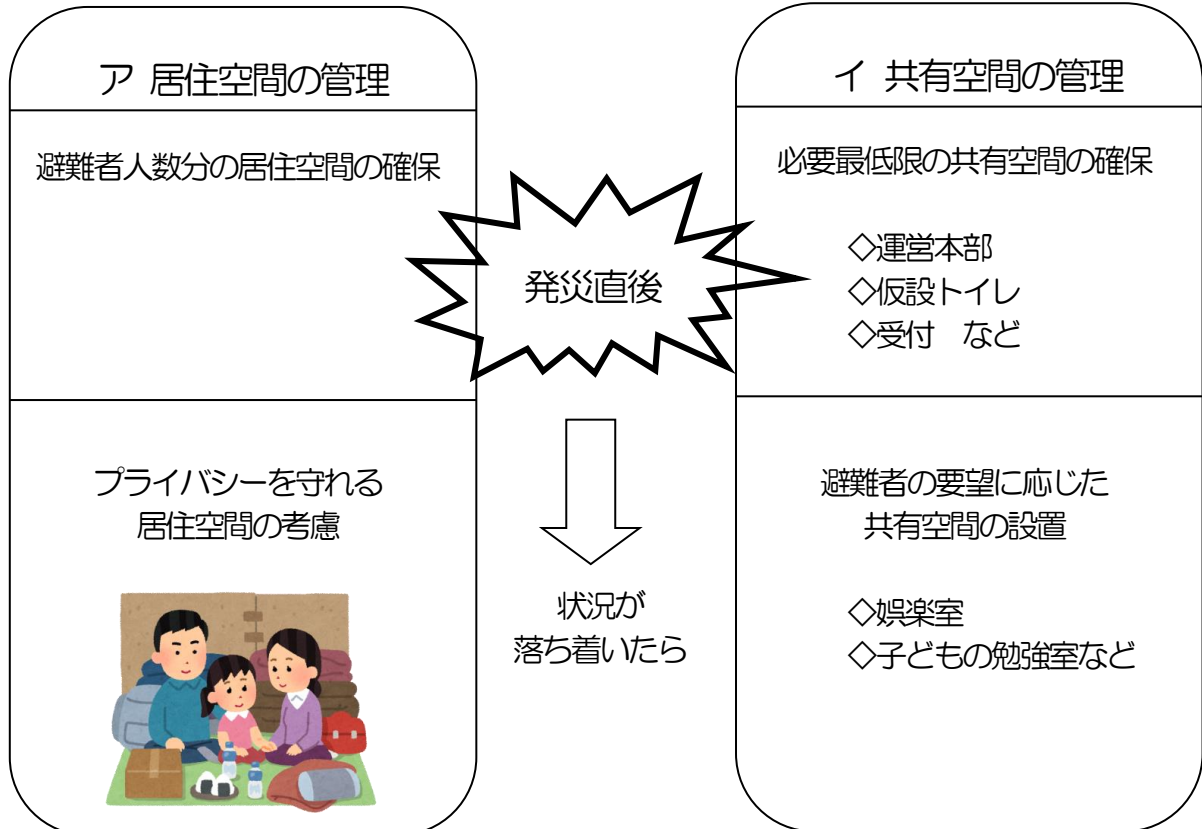 ア 居住空間の管理
避難者人数分の居住空間の確保
プライバシーを守れる
居住空間の考慮
発災直後
状況が
落ち着いたら
イ 共有空間の管理
必要最低限の共有空間の確保
◇運営本部
◇仮設トイレ
◇受付　など
避難者の要望に応じた
共有空間の設置
◇娯楽室
◇子どもの勉強室など